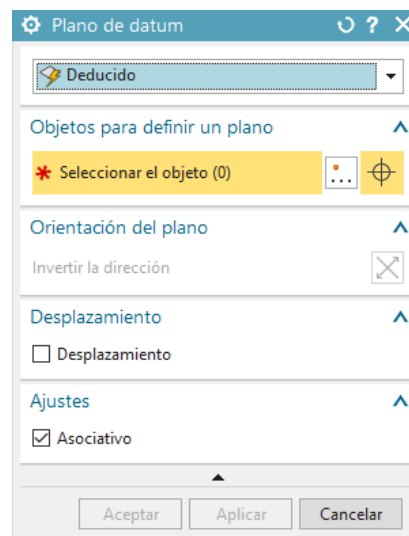 Plano de datum ?
Deducido
Objetos para definir un plano
* Seleccionar el objeto (0)
Orientación del plano
Invertir la dirección
Desplazamiento
Desplazamiento
Ajustes
Asociativo
Aceptar Aplicar Cancelar